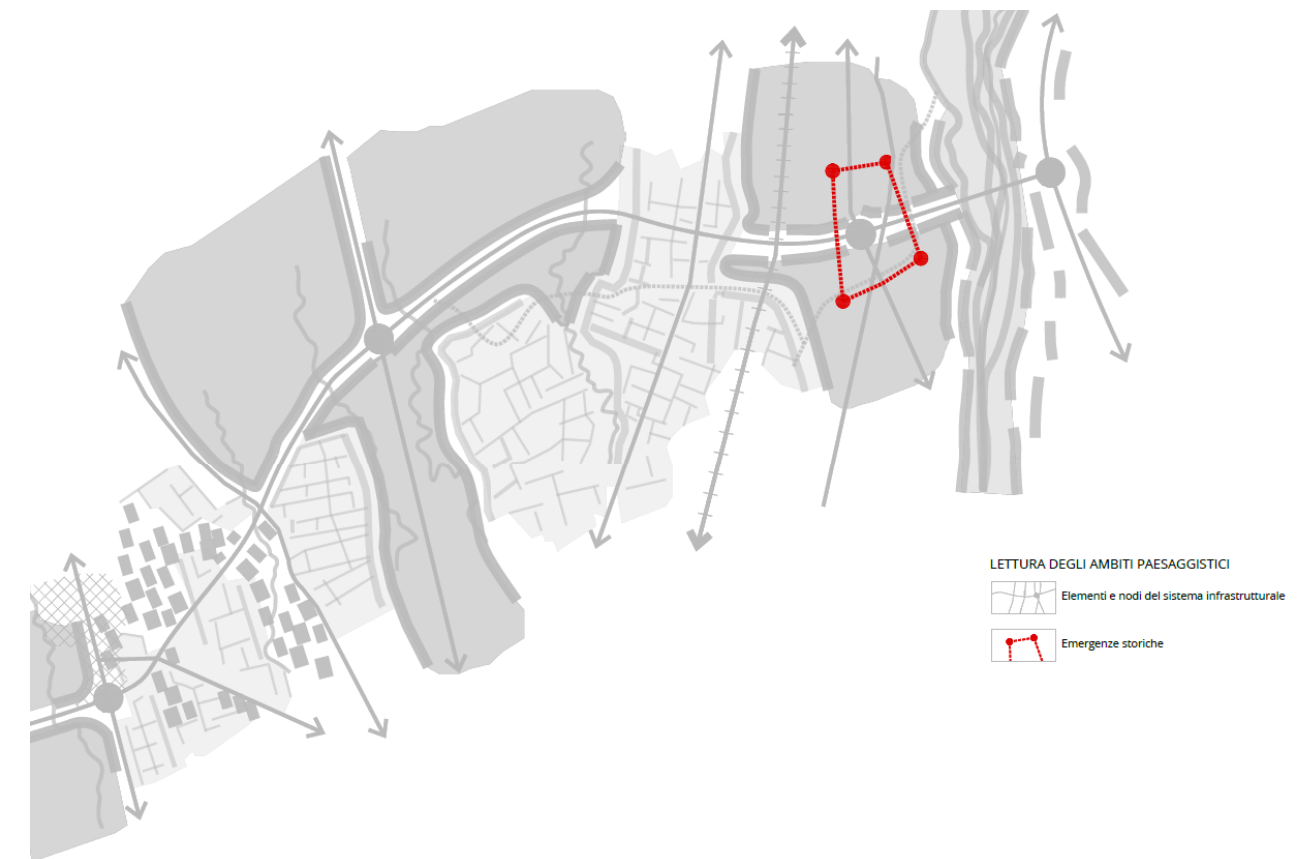 LETTURA DEGLI AMBITI PAESAGGISTICI
Elementi e nodi del sistema infrastrutturale
Emergenze storiche